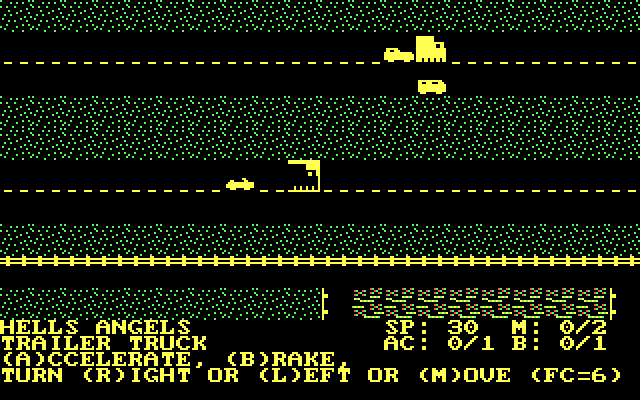 HELLS ANGELS SP: 30 M: 0/2
TRAILER TRUCK AC: 0/1 B: 0/1
(A)CCELERATE, (B)RAKE,
TURN (R)IGHT OR (L)EFT OR (M)OVE (FC=6)